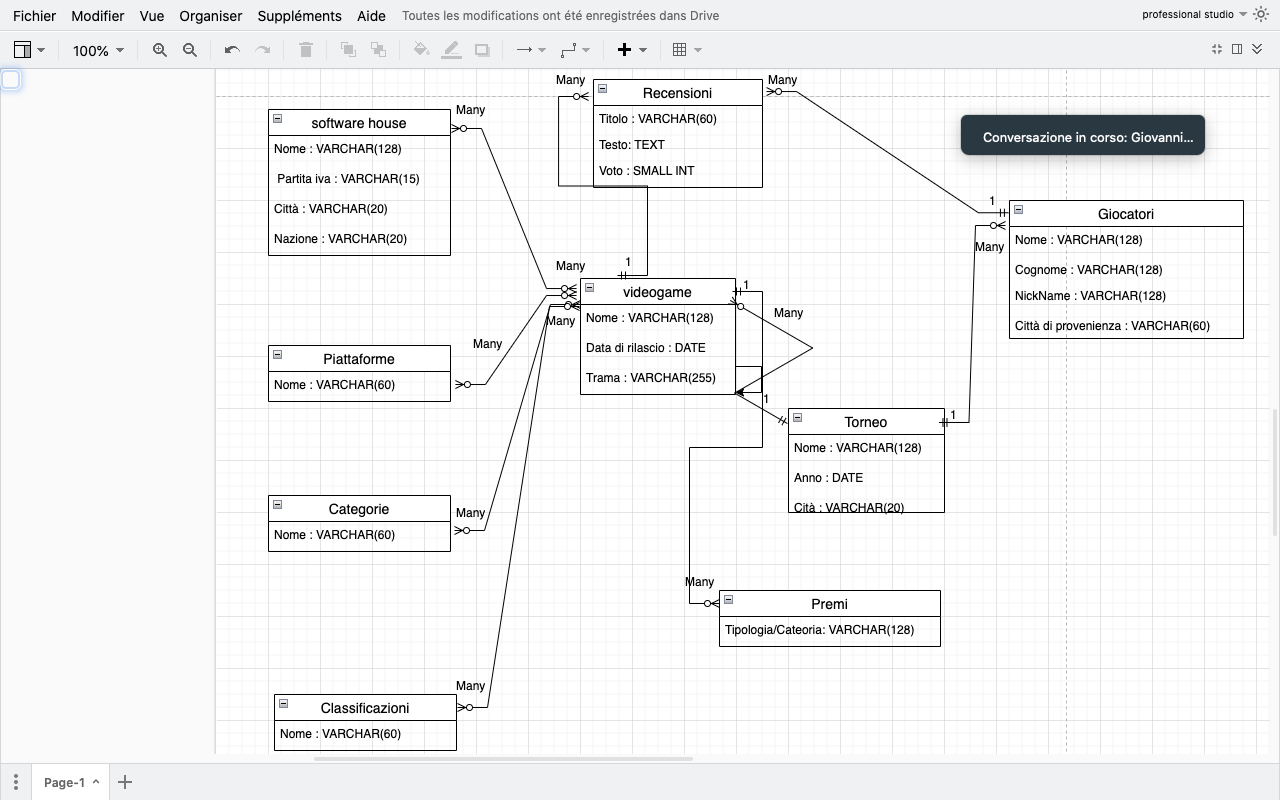 Fichier Modifier Vue Organiser Suppléments Aide Toutes les modifications ont été enregistrées dans Drive professional studio
100%
Many Recensioni Many
Titolo : VARCHAR(60)
Testo: TEXT
Voto : SMALL INT
software house Many
Nome : VARCHAR(128)
Partita iva : VARCHAR(15)
Città : VARCHAR(20)
Nazione : VARCHAR(20)
Conversazione in corso: Giovanni...
1 Giocatori
Many
Nome : VARCHAR(128)
Cognome : VARCHAR(128)
NickName : VARCHAR(128)
Città di provenienza : VARCHAR(60)
Many 1
videogame 1
Many
Many
Nome : VARCHAR(128)
Data di rilascio : DATE
Trama : VARCHAR(255)
1
Many
Piattaforme
Nome : VARCHAR(60)
Torneo 1
Nome : VARCHAR(128)
Anno : DATE
Cità : VARCHAR(20)
Categorie Many
Nome : VARCHAR(60)
Many
Premi
Tipologia/Cateoria: VARCHAR(128)
Many
Classificazioni
Nome : VARCHAR(60)
Page-1